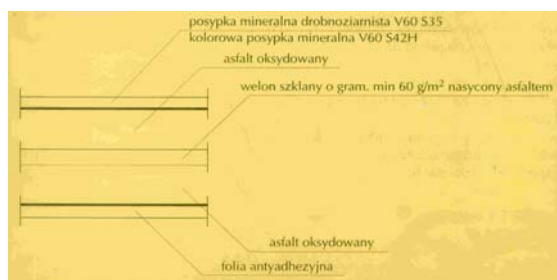 posypka mineralna drobnoziarnista V60 S35
kolorowa posypka mineralna V60 S42H
asfalt oksydowany
welon szklany o gram. min 60 g/m² nasycony asfaltem
asfalt oksydowany
folia antyadhezyjna